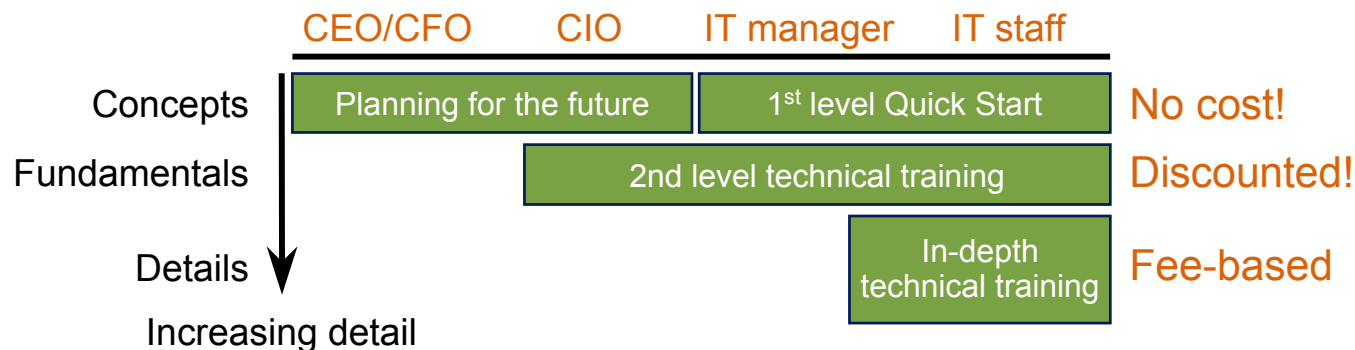 CEO/CFO CIO IT manager IT staff
Concepts Planning for the future 1st level Quick Start No cost!
Fundamentals 2nd level technical training Discounted!
In-depth
Details technical training Fee-based
Increasing detail